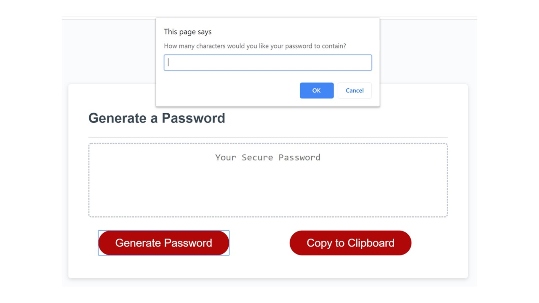 This page says
How many characters would you like your password to contain?
OK
Cancel
Generate a Password
Your Secure Password
Generate Password
Copy to Clipboard